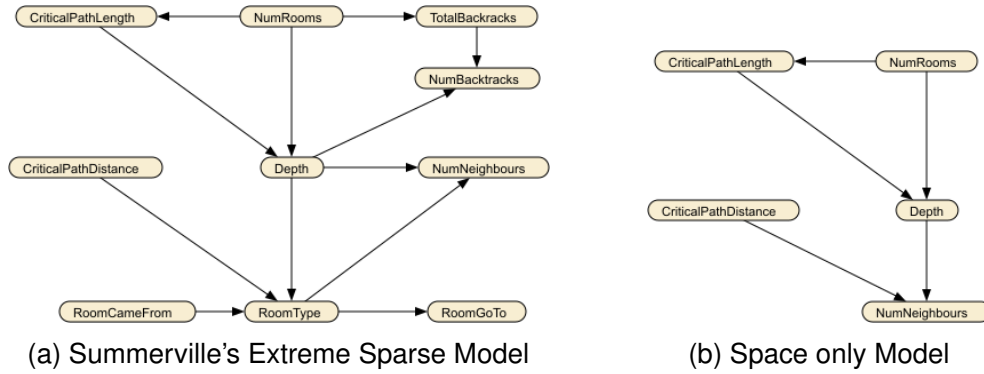 CriticalPathLength
NumRooms
TotalBacktracks
NumBacktracks
CriticalPathDistance
Depth
NumNeighbours
RoomCameFrom
RoomType
RoomGoTo
(a) Summerville's Extreme Sparse Model
CriticalPathLength
NumRooms
CriticalPathDistance
Depth
NumNeighbours
(b) Space only Model